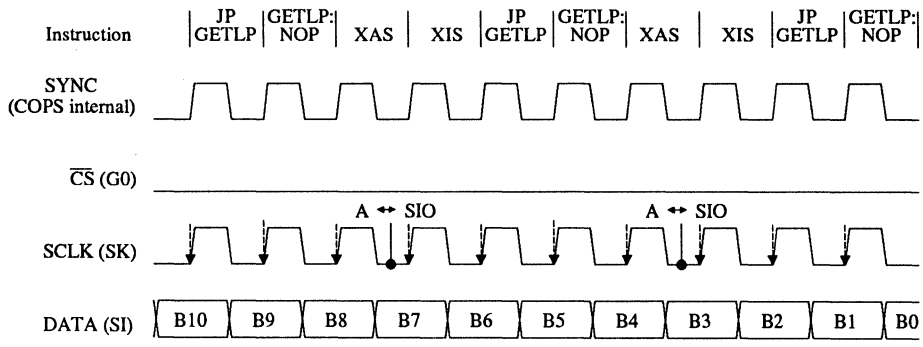 Instruction
JP GETLP
GETLP: NOP
XAS
XIS
JP GETLP
GETLP: NOP
XAS
XIS
JP GETLP
GETLP: NOP
SYNC
(COPS internal)
CS (G0)
A ↔ SIO
A ↔ SIO
SCLK (SK)
DATA (SI)
B10 B9 B8 B7 B6 B5 B4 B3 B2 B1 B0